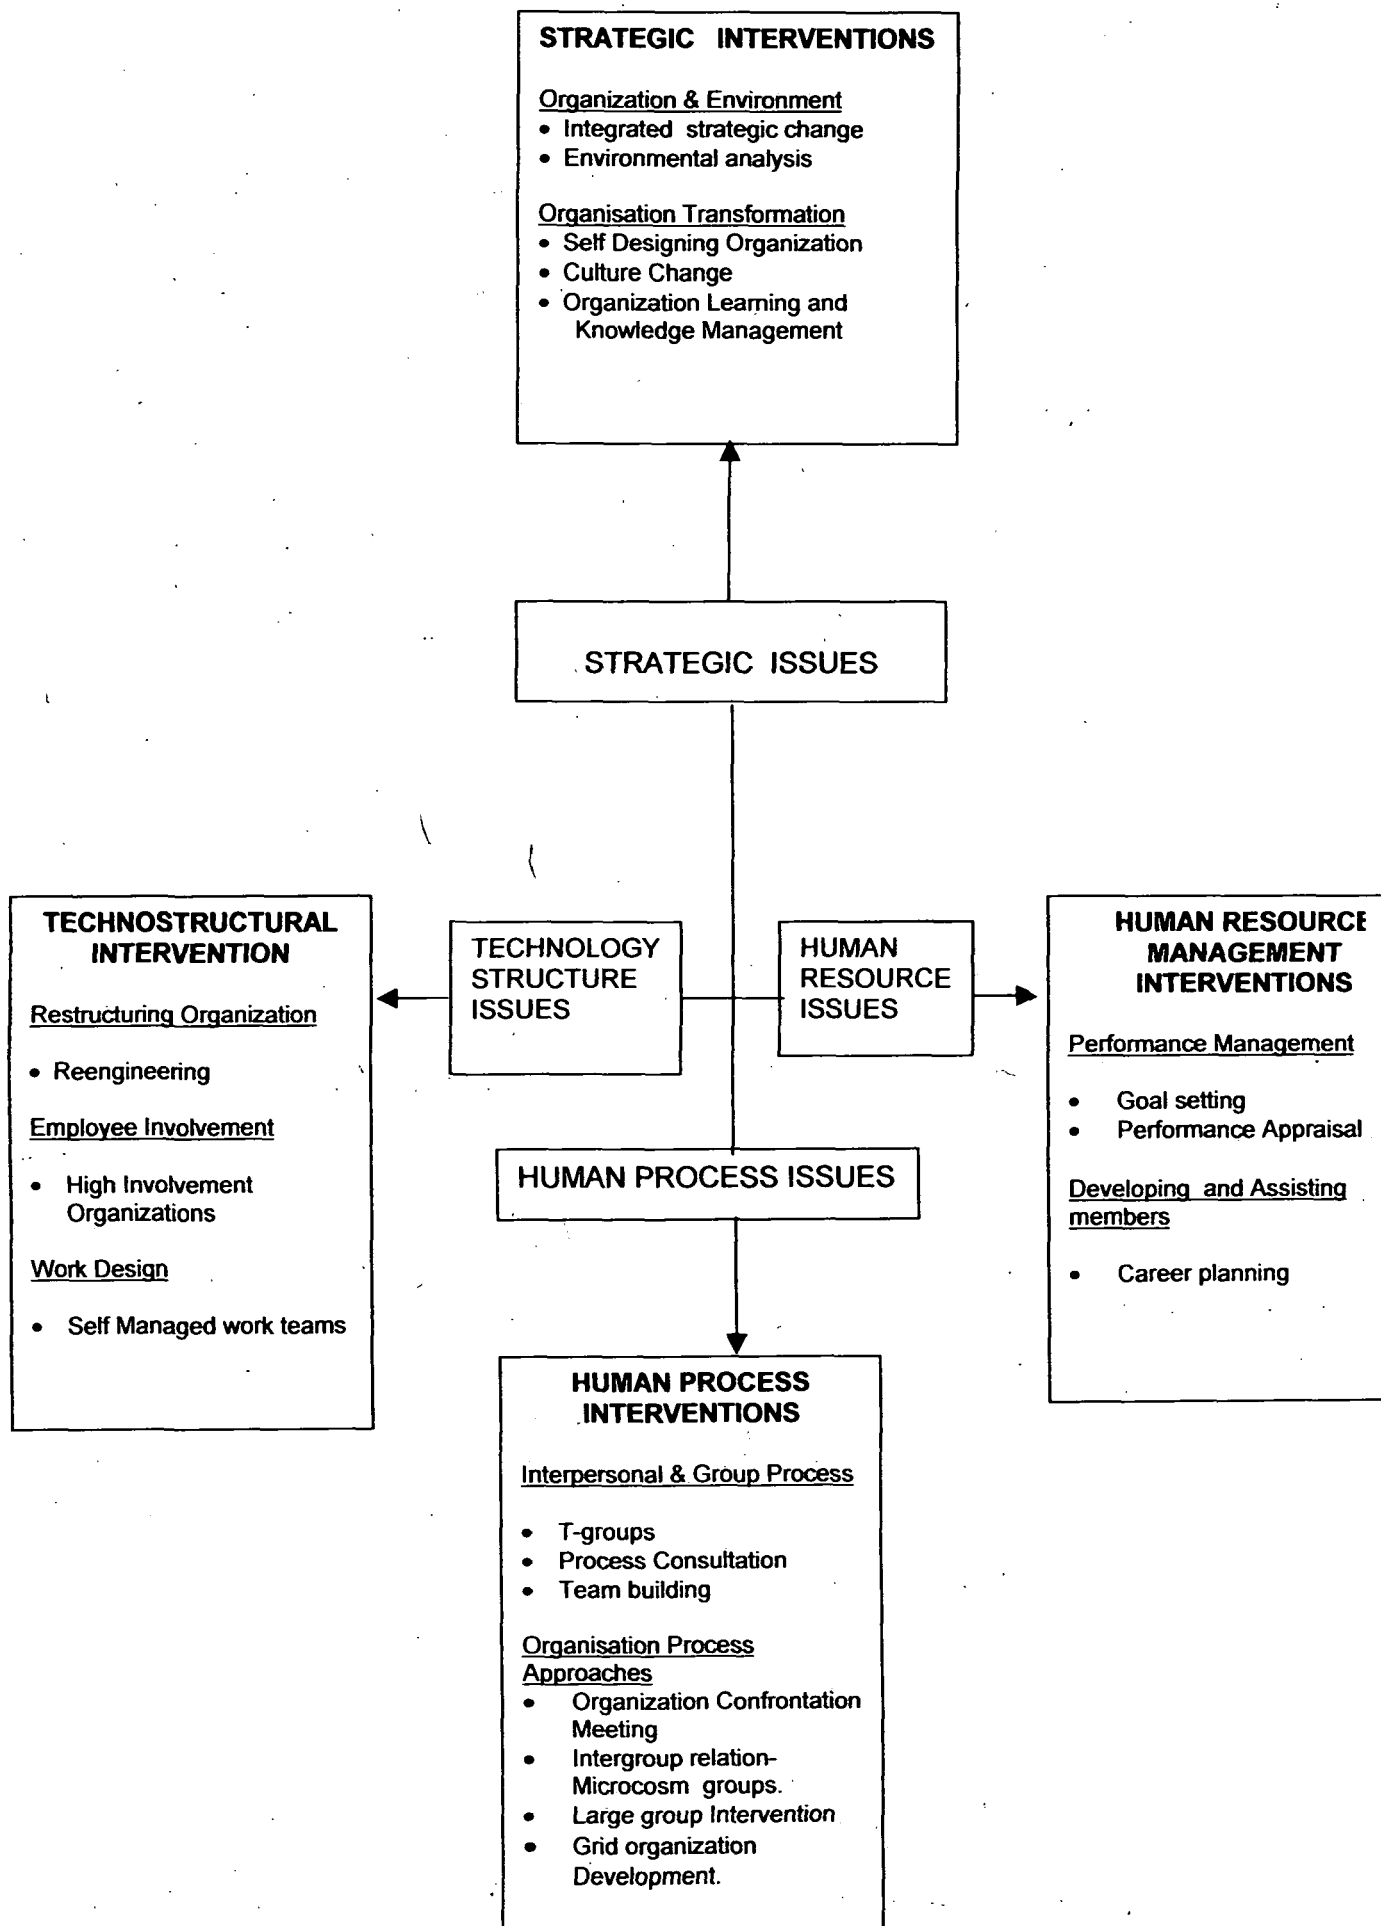 STRATEGIC INTERVENTIONS
Organization & Environment
• Integrated strategic change
• Environmental analysis
Organisation Transformation
• Self Designing Organization
• Culture Change
• Organization Learning and
Knowledge Management
STRATEGIC ISSUES
TECHNOSTRUCTURAL
INTERVENTION
Restructuring Organization
• Reengineering
Employee Involvement
• High Involvement
Organizations
Work Design
• Self Managed work teams
TECHNOLOGY
STRUCTURE
ISSUES
HUMAN
RESOURCE
ISSUES
HUMAN RESOURCE
MANAGEMENT
INTERVENTIONS
Performance Management
• Goal setting
• Performance Appraisal
Developing and Assisting
members
• Career planning
HUMAN PROCESS ISSUES
HUMAN PROCESS
INTERVENTIONS
Interpersonal & Group Process
• T-groups
• Process Consultation
• Team building
Organisation Process
Approaches
• Organization Confrontation
Meeting
• Intergroup relation-
Microcosm groups.
• Large group Intervention
• Grid organization
Development.